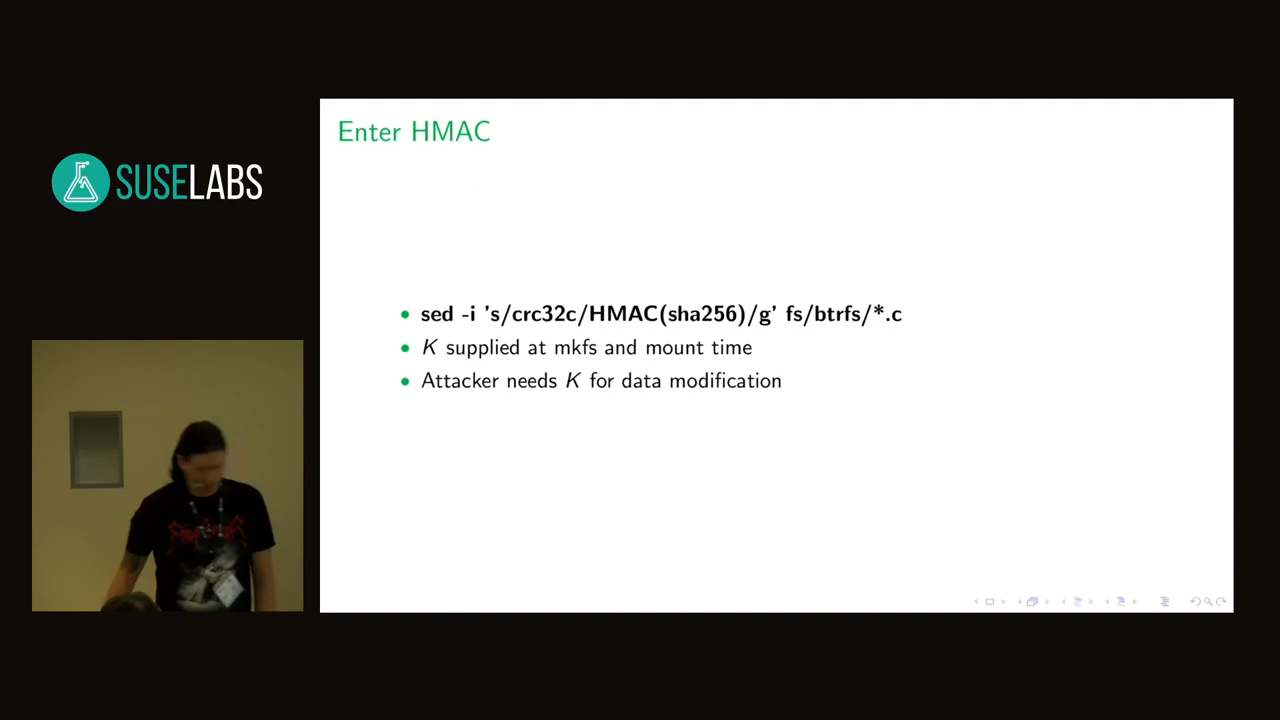 SUSELABS
Enter HMAC
• sed -i 's/crc32c/HMAC(sha256)/g' fs/btrfs/*.c
• K supplied at mkfs and mount time
• Attacker needs K for data modification